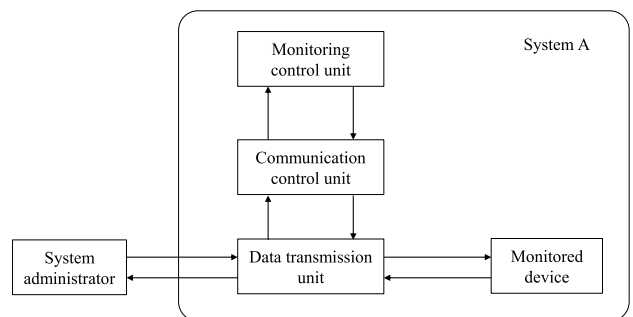 System A
Monitoring
control unit
Communication
control unit
System
administrator
Data transmission
unit
Monitored
device